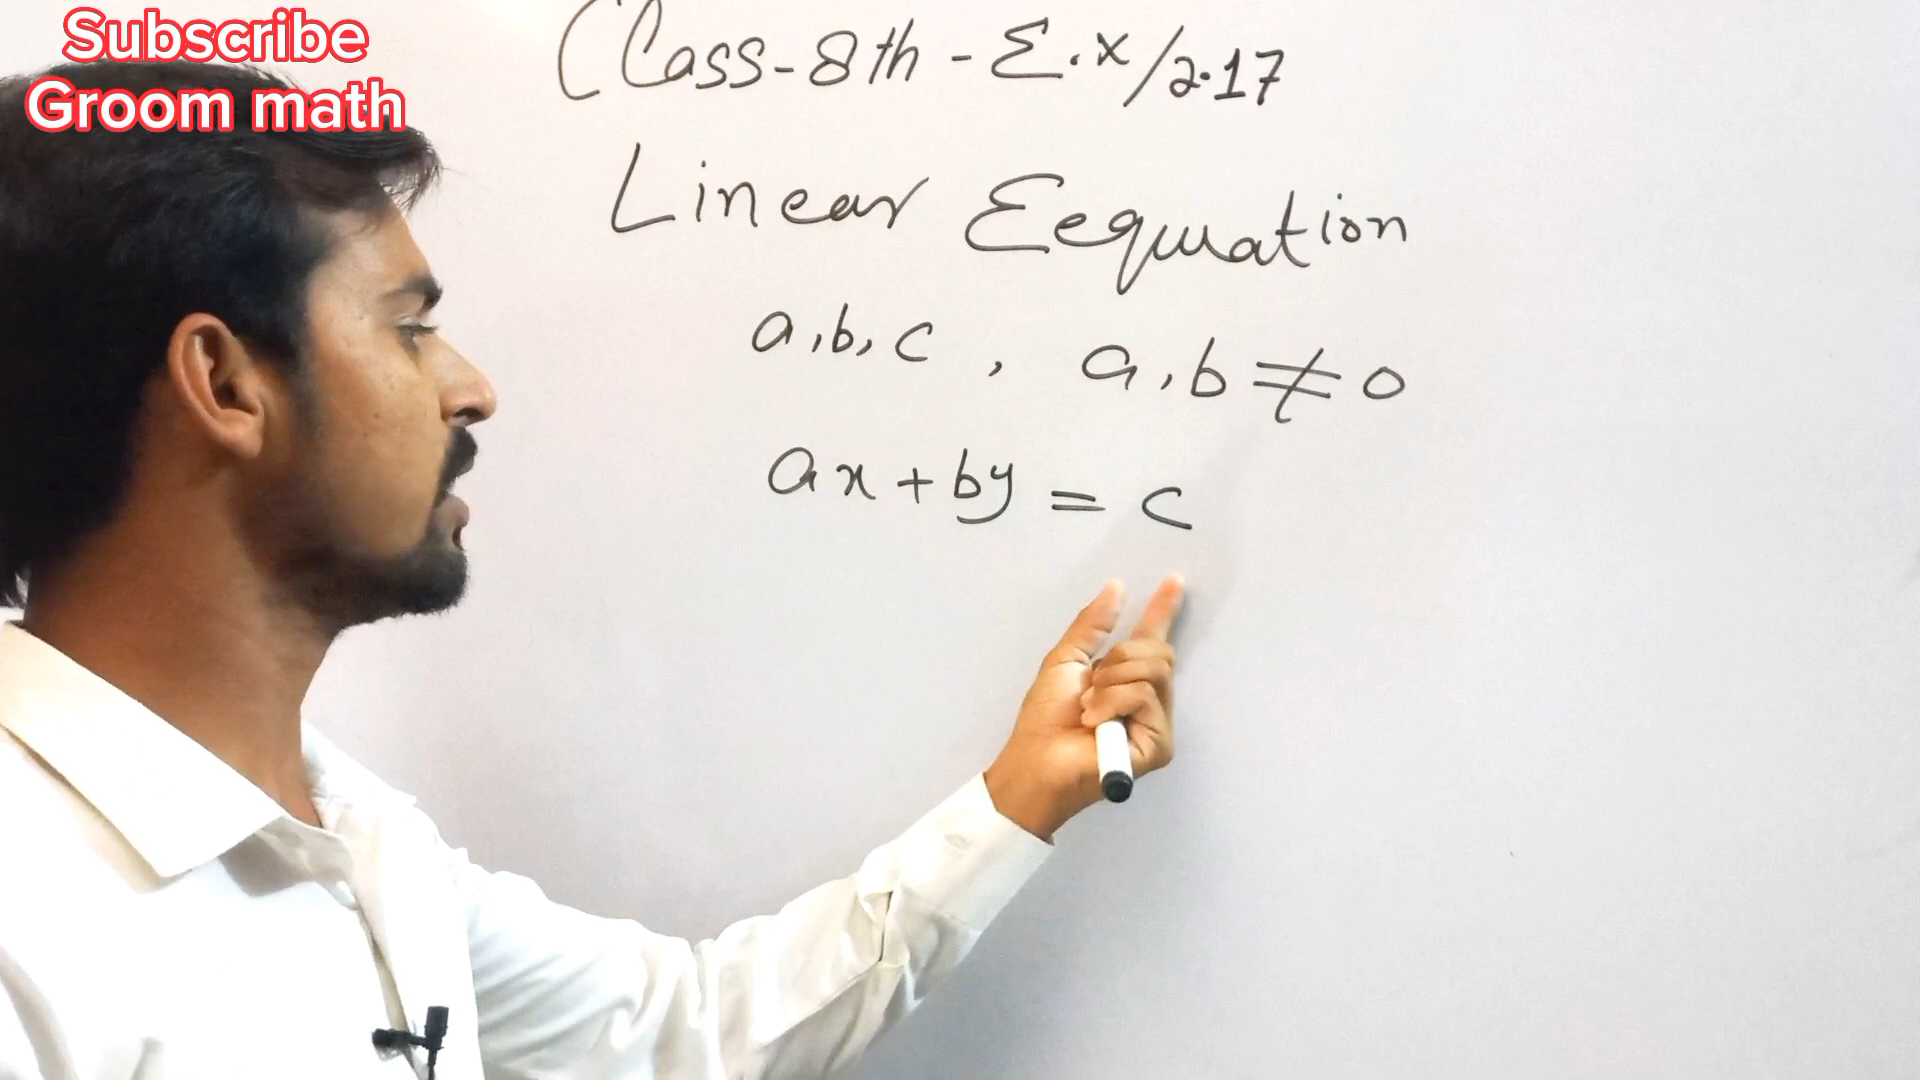 Subscribe
Groom math
Class-8th - E.x/2.17
Linear Eequation
a,b,c , a,b ≠ 0
ax + by = c